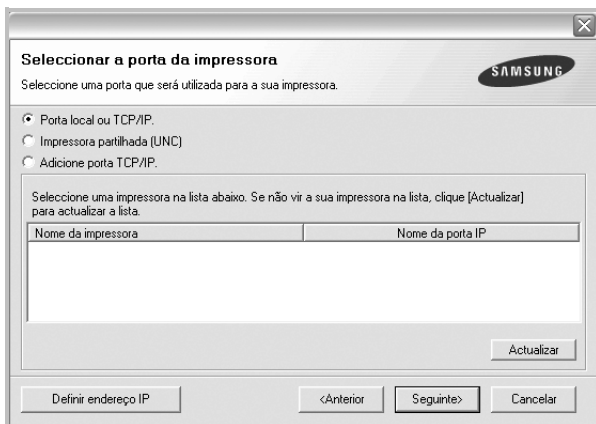 Seleccionar a porta da impressora
Seleccione uma porta que será utilizada para a sua impressora.
SAMSUNG
Porta local ou TCP/IP.
Impressora partilhada (UNC)
Adicione porta TCP/IP.
Seleccione uma impressora na lista abaixo. Se não vir a sua impressora na lista, clique [Actualizar]
para actualizar a lista.
Nome da impressora Nome da porta IP
Actualizar
Definir endereço IP <Anterior Seguinte> Cancelar